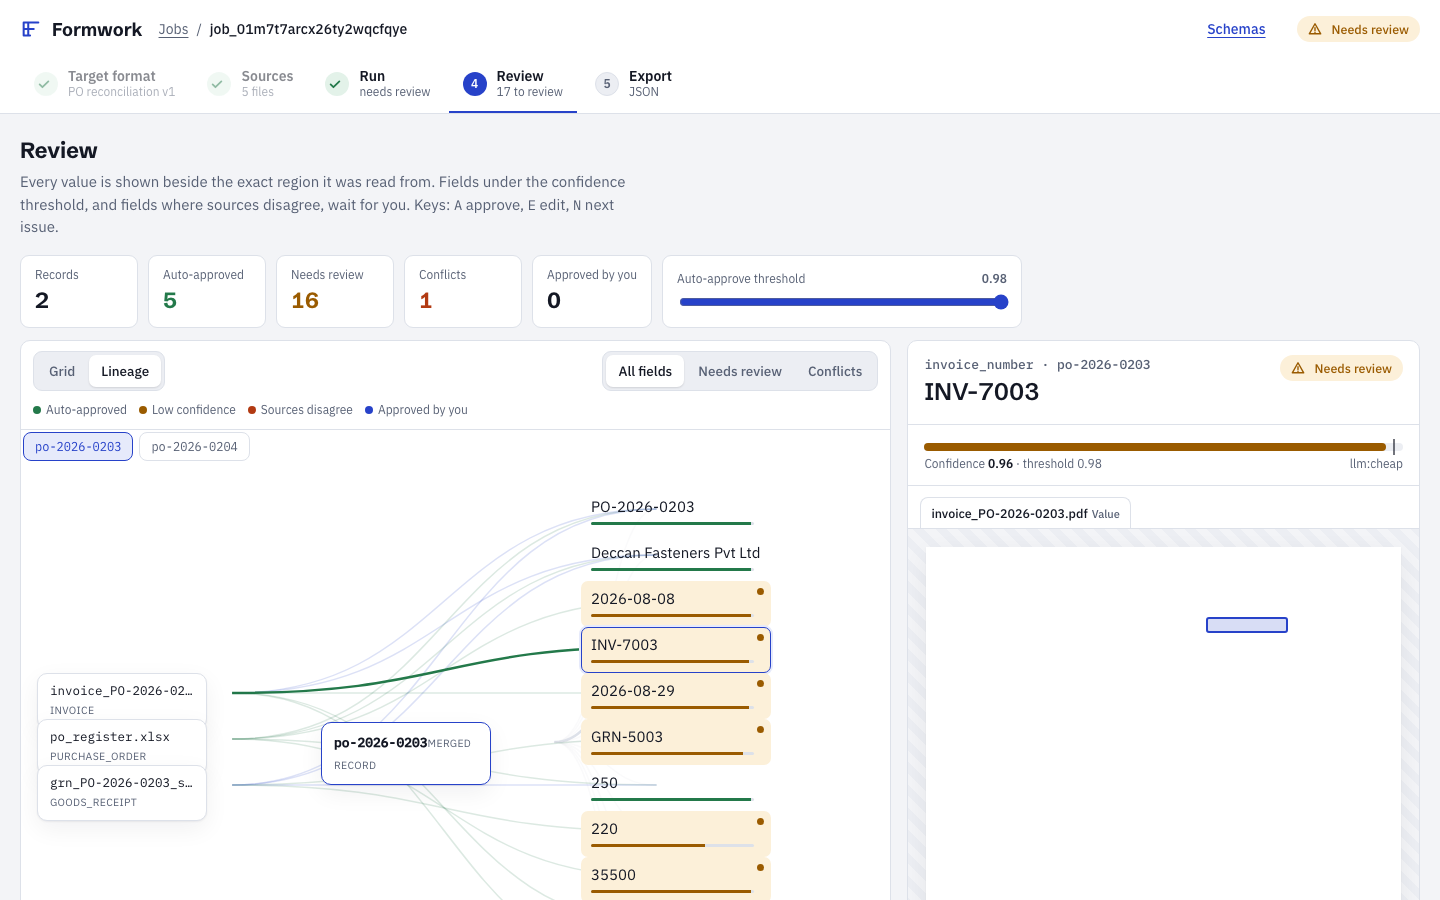 Formwork
Jobs / job_01m7t7arcx26ty2wqcfqye
Schemas
Needs review
Target format
PO reconciliation v1
Sources
5 files
Run
needs review
4
Review
17 to review
5
Export
JSON
Review
Every value is shown beside the exact region it was read from. Fields under the confidence
threshold, and fields where sources disagree, wait for you. Keys: A approve, E edit, N next
issue.
Records
2
Auto-approved
5
Needs review
16
Conflicts
1
Approved by you
0
Auto-approve threshold
0.98
Grid
Lineage
All fields
Needs review
Conflicts
Auto-approved
Low confidence
Sources disagree
Approved by you
po-2026-0203
po-2026-0204
invoice_PO-2026-02…
INVOICE
po_register.xlsx
PURCHASE_ORDER
grn_PO-2026-0203_s…
GOODS_RECEIPT
po-2026-0203 MERGED
RECORD
PO-2026-0203
Deccan Fasteners Pvt Ltd
2026-08-08
INV-7003
2026-08-29
GRN-5003
250
220
35500
invoice_number · po-2026-0203
INV-7003
Needs review
Confidence 0.96 · threshold 0.98
llm:cheap
invoice_PO-2026-0203.pdf Value